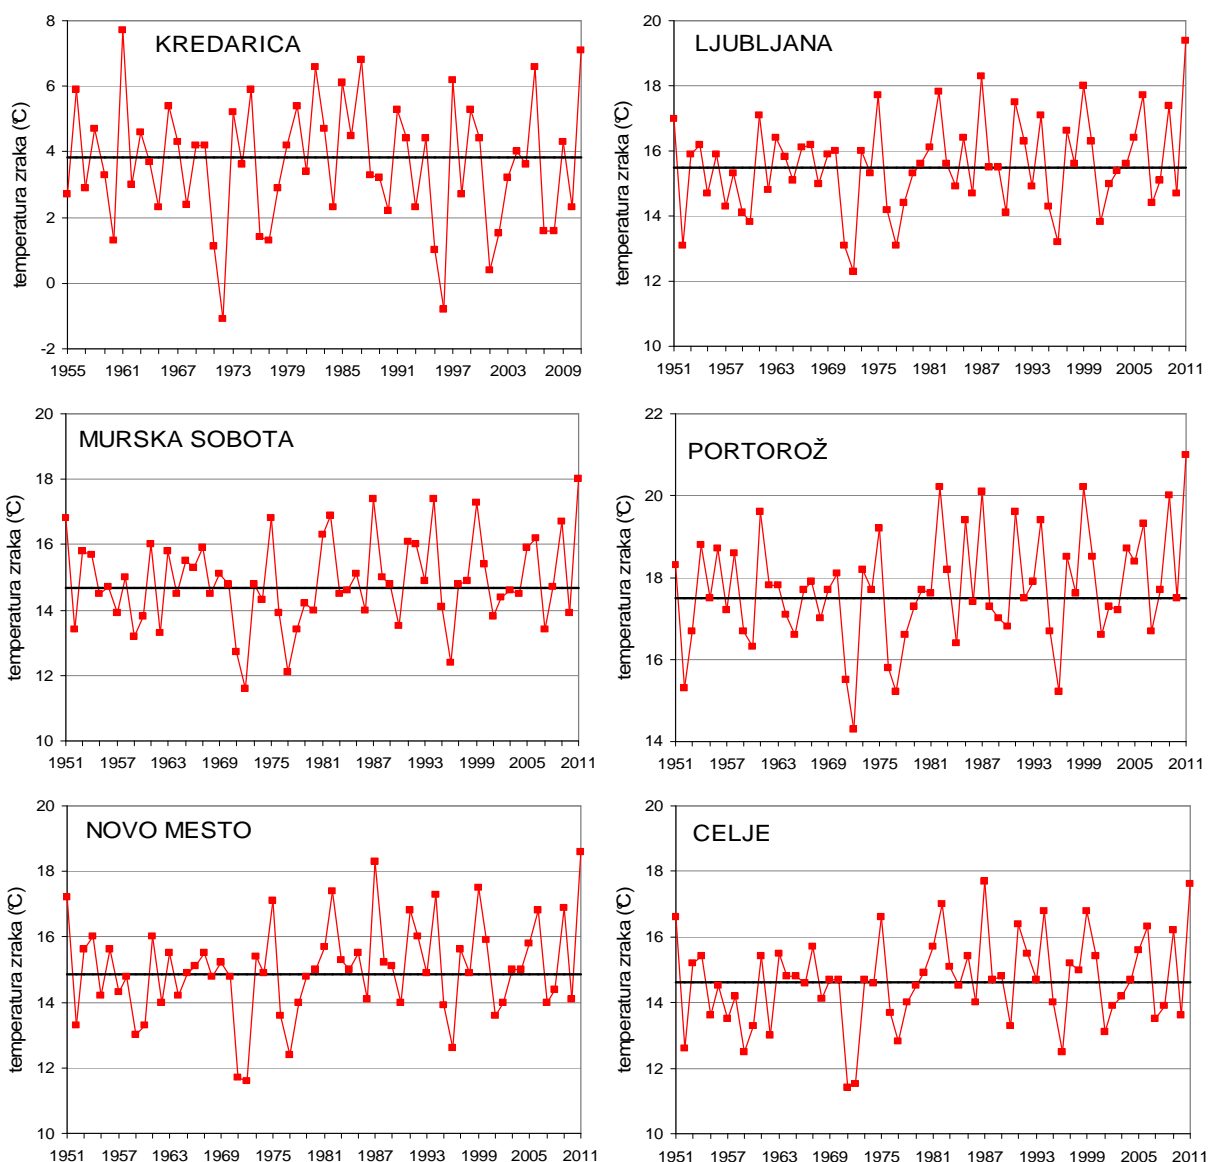 KREDARICA
temperatura zraka (°C)
8
6
4
2
0
-2
1955 1961 1967 1973 1979 1985 1991 1997 2003 2009
LJUBLJANA
temperatura zraka (°C)
20
18
16
14
12
10
1951 1957 1963 1969 1975 1981 1987 1993 1999 2005 2011
MURSKA SOBOTA
temperatura zraka (°C)
20
18
16
14
12
10
1951 1957 1963 1969 1975 1981 1987 1993 1999 2005 2011
PORTOROŽ
temperatura zraka (°C)
22
20
18
16
14
1951 1957 1963 1969 1975 1981 1987 1993 1999 2005 2011
NOVO MESTO
temperatura zraka (°C)
20
18
16
14
12
10
1951 1957 1963 1969 1975 1981 1987 1993 1999 2005 2011
CELJE
temperatura zraka (°C)
20
18
16
14
12
10
1951 1957 1963 1969 1975 1981 1987 1993 1999 2005 2011